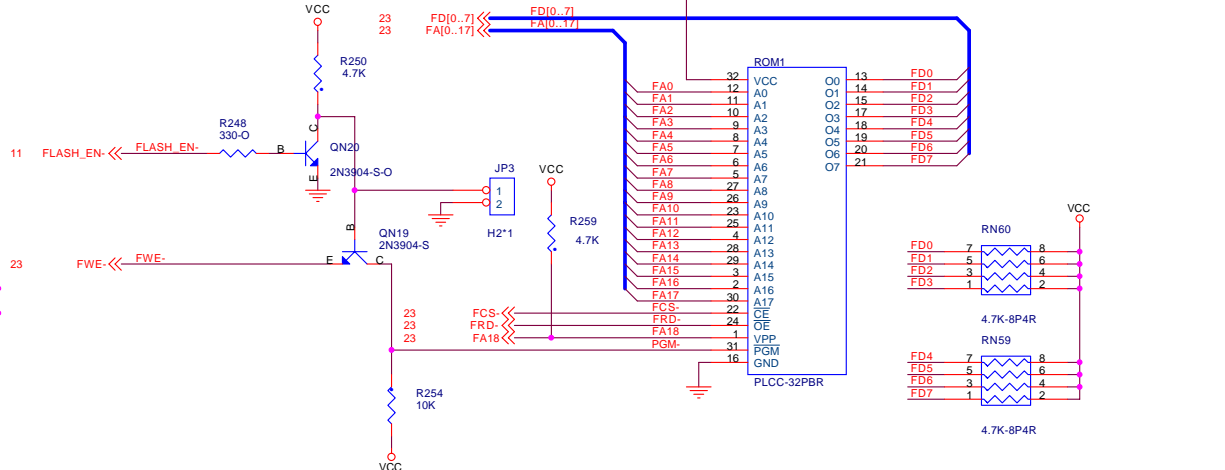 VCC
23 FD[0..7] FD[0..7]
23 FA[0..17] FA[0..17]
R250
4.7K
R248
330-O
C
B
E
QN20
2N3904-S-O
11 FLASH_EN- FLASH_EN-
JP3
1
2
H2*1
VCC
R259
4.7K
B
QN19
2N3904-S
E
C
23 FWE- FWE-
R254
10K
VCC
23 FCS- FCS-
23 FRD- FRD-
23 FA18
PGM-
ROM1
32 VCC
FA0 12 A0
FA1 11 A1
FA2 10 A2
FA3 9 A3
FA4 8 A4
FA5 7 A5
FA6 6 A6
FA7 5 A7
FA8 27 A8
FA9 26 A9
FA10 23 A10
FA11 25 A11
FA12 4 A12
FA13 28 A13
FA14 29 A14
FA15 3 A15
FA16 2 A16
FA17 30 A17
22 CE
24 OE
1 VPP
31 PGM
16 GND
O0 13 FD0
O1 14 FD1
O2 15 FD2
O3 17 FD3
O4 18 FD4
O5 19 FD5
O6 20 FD6
O7 21 FD7
PLCC-32PBR
VCC
RN60
FD0 7 8
FD1 5 6
FD2 3 4
FD3 1 2
4.7K-8P4R
RN59
FD4 7 8
FD5 5 6
FD6 3 4
FD7 1 2
4.7K-8P4R